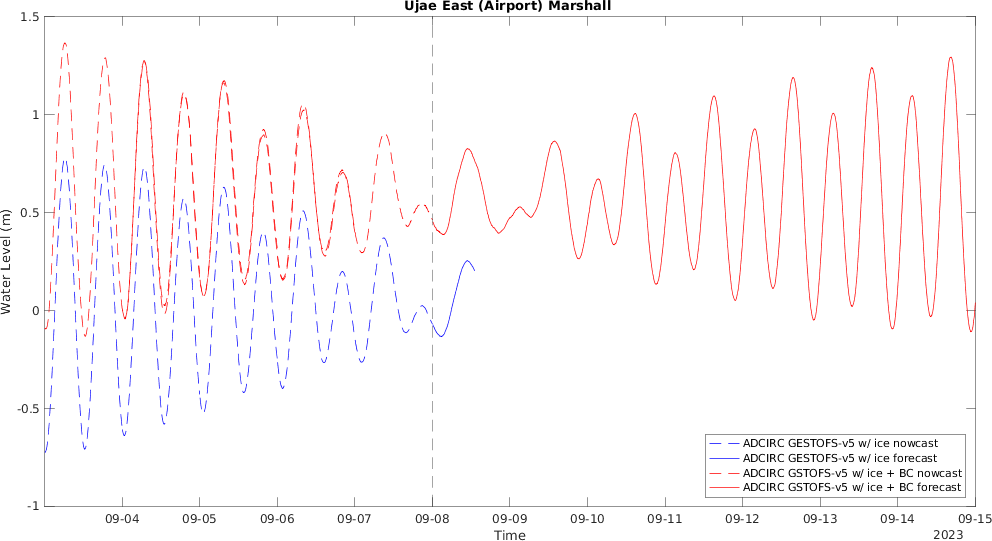 Ujae East (Airport) Marshall
1.5
1
0.5
0
-0.5
-1
Water Level (m)
ADCIRC GESTOFS-v5 w/ ice nowcast
ADCIRC GESTOFS-v5 w/ ice forecast
ADCIRC GSTOFS-v5 w/ ice + BC nowcast
ADCIRC GSTOFS-v5 w/ ice + BC forecast
09-04 09-05 09-06 09-07 09-08 09-09 09-10 09-11 09-12 09-13 09-14 09-15
Time
2023